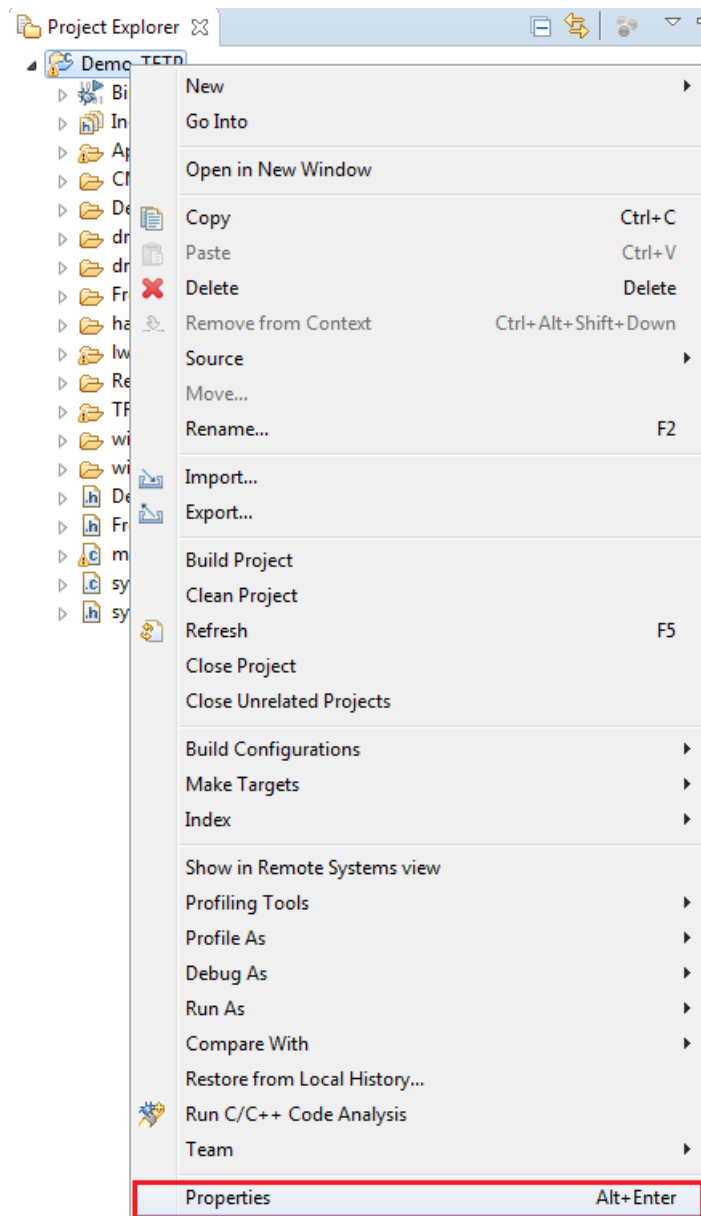 Project Explorer
Demo_TFTP
New
Go Into
Open in New Window
Copy Ctrl+C
Paste Ctrl+V
Delete Delete
Remove from Context Ctrl+Alt+Shift+Down
Source
Move...
Rename... F2
Import...
Export...
Build Project
Clean Project
Refresh F5
Close Project
Close Unrelated Projects
Build Configurations
Make Targets
Index
Show in Remote Systems view
Profiling Tools
Profile As
Debug As
Run As
Compare With
Restore from Local History...
Run C/C++ Code Analysis
Team
Properties Alt+Enter